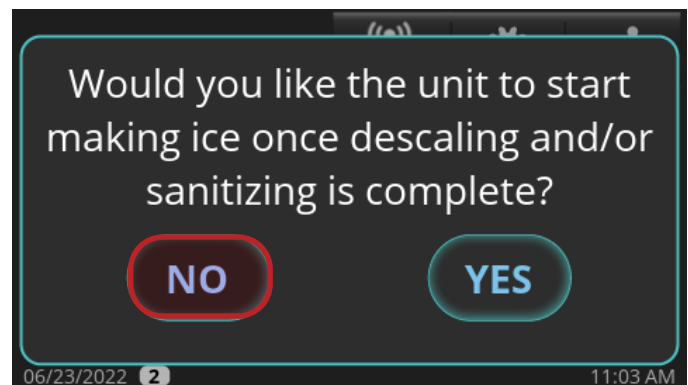 Would you like the unit to start
making ice once descaling and/or
sanitizing is complete?
NO YES
06/23/2022 2 11:03 AM